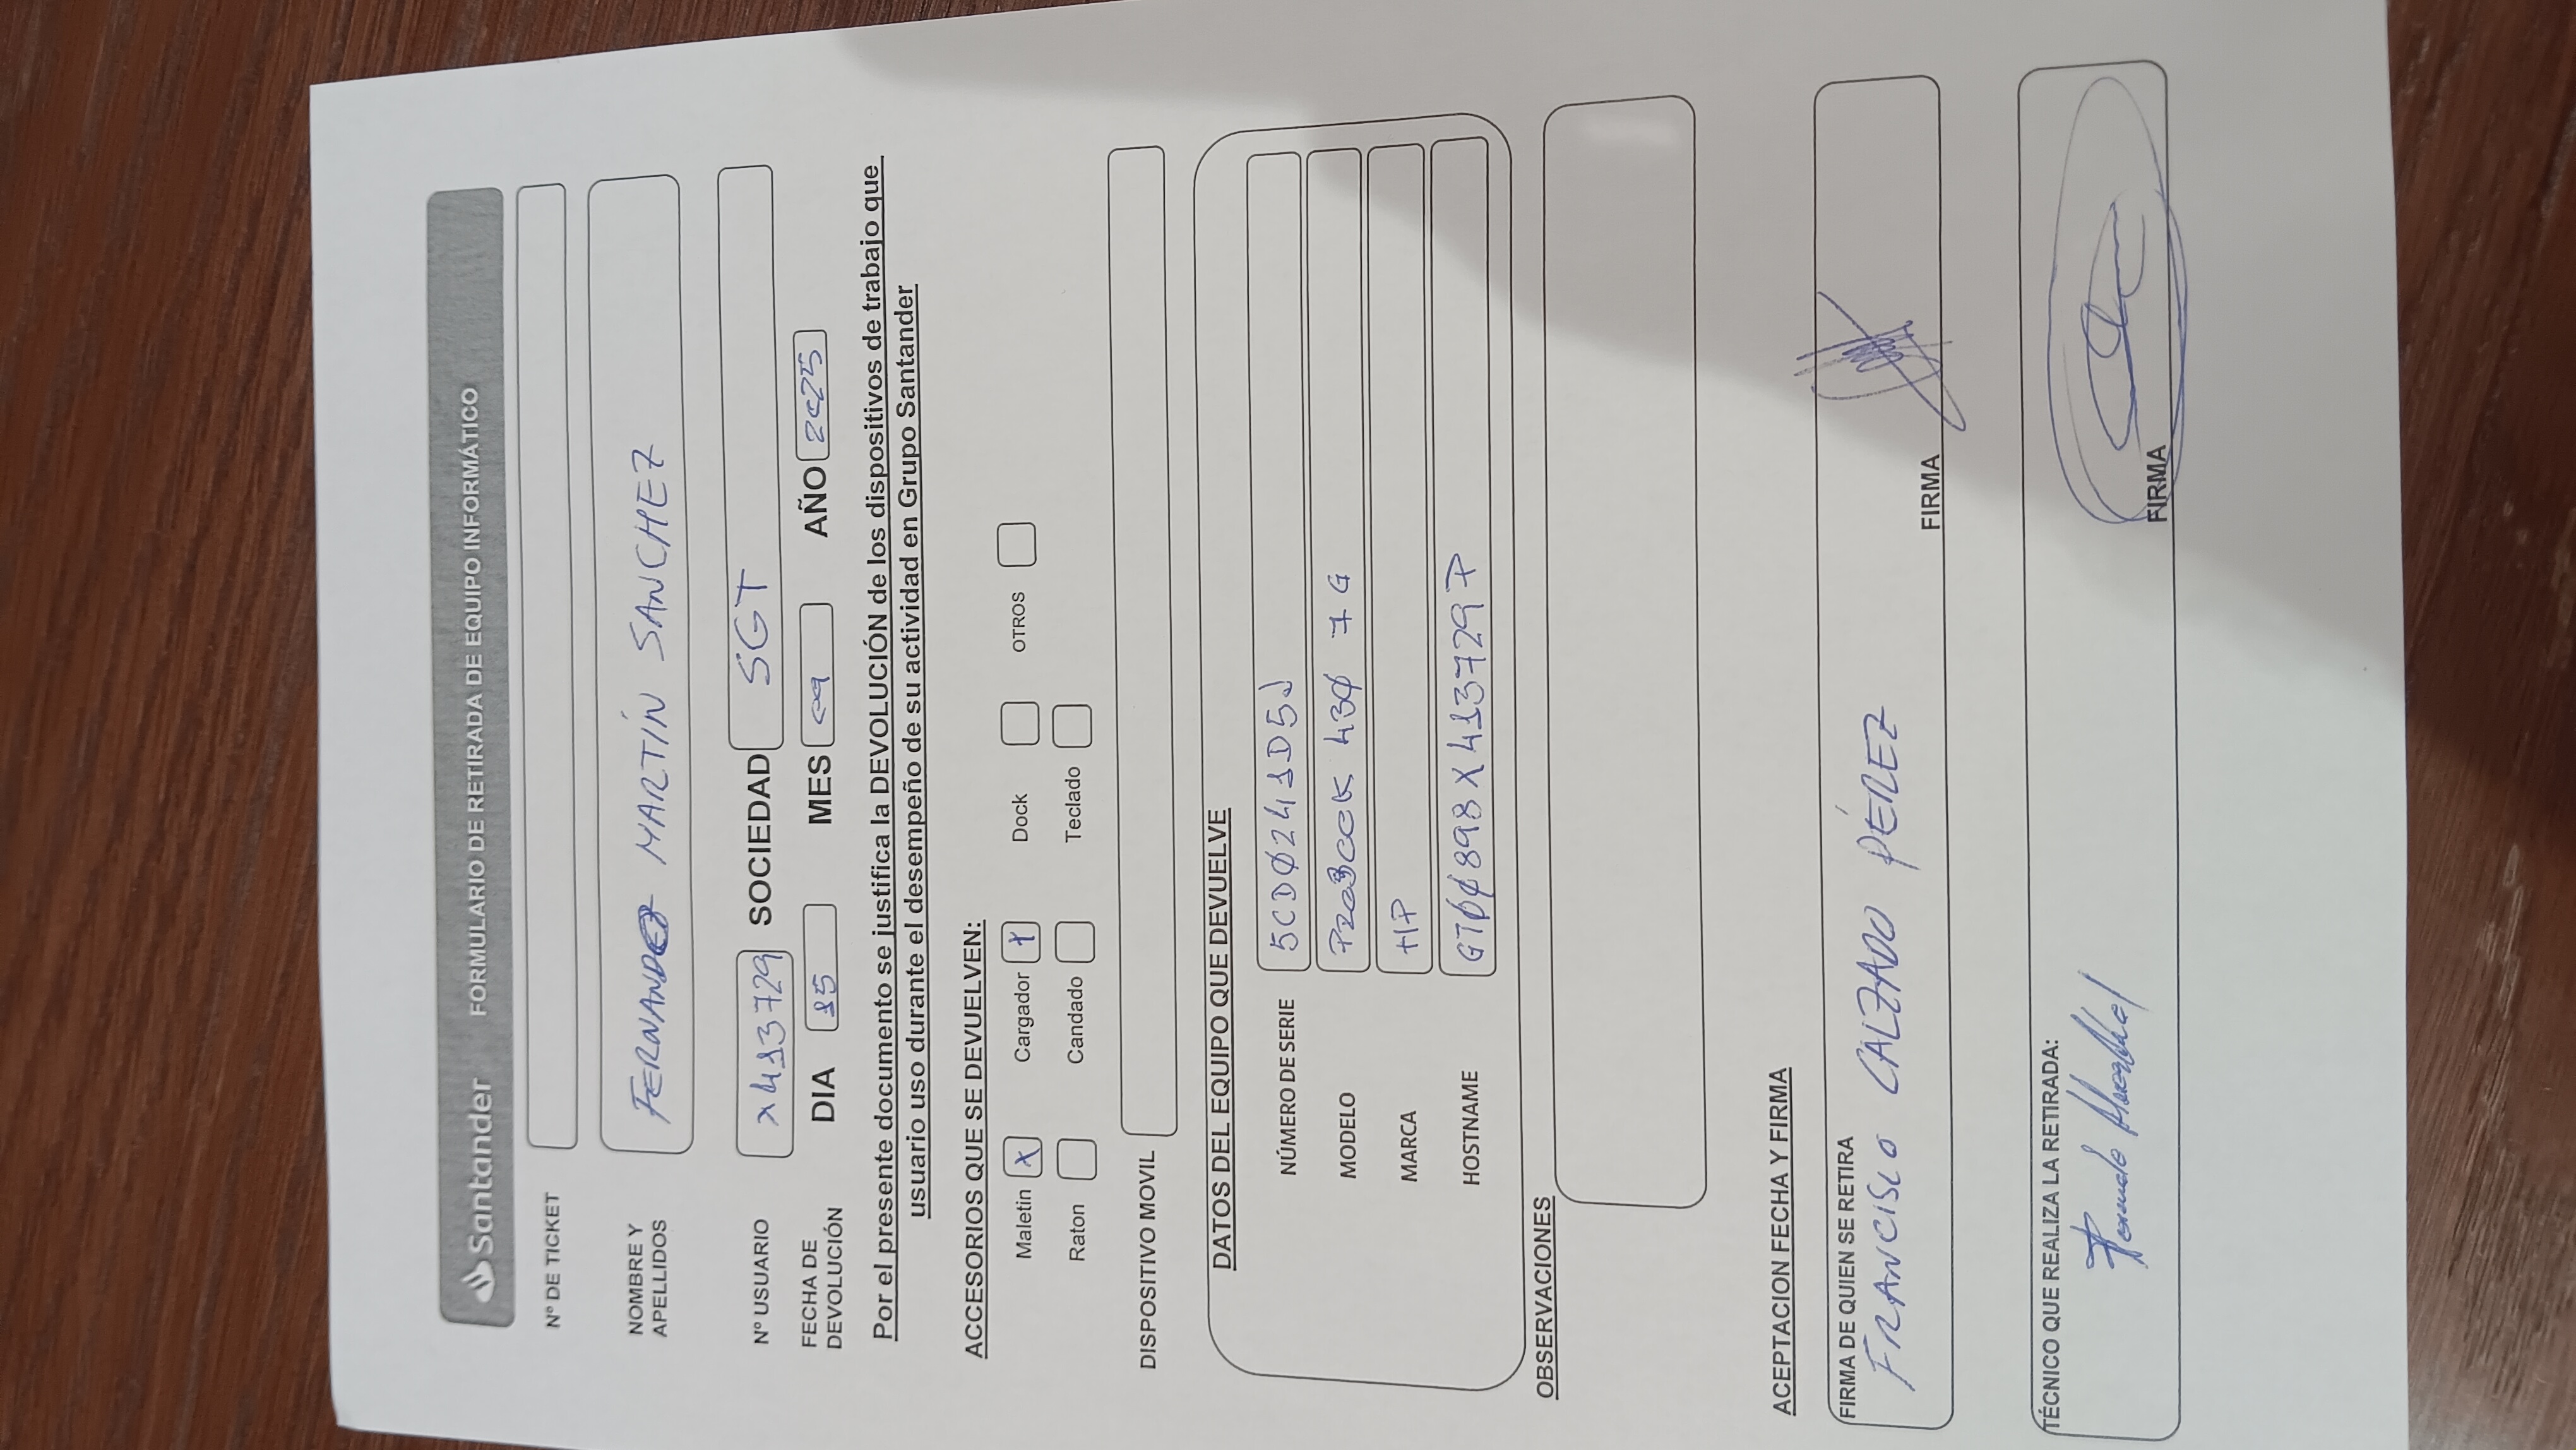 Santander FORMULARIO DE RETIRADA DE EQUIPO INFORMÁTICO
Nº DE TICKET
NOMBRE Y APELLIDOS FERNANDO MARTÍN SANCHEZ
Nº USUARIO X413729 SOCIEDAD SGT
FECHA DE DEVOLUCIÓN DIA 15 MES 09 AÑO 2025
Por el presente documento se justifica la DEVOLUCIÓN de los dispositivos de trabajo que
usuario uso durante el desempeño de su actividad en Grupo Santander
ACCESORIOS QUE SE DEVUELVEN:
Maletin X Cargador X Dock OTROS
Raton Candado Teclado
DISPOSITIVO MOVIL
DATOS DEL EQUIPO QUE DEVUELVE
NÚMERO DE SERIE 5CD0241D5J
MODELO PROBOOK 430 7G
MARCA HP
HOSTNAME GT00898X413729P
OBSERVACIONES
ACEPTACION FECHA Y FIRMA
FIRMA DE QUIEN SE RETIRA
FRANCISCO CALZADO PÉREZ
FIRMA
TÉCNICO QUE REALIZA LA RETIRADA:
FIRMA